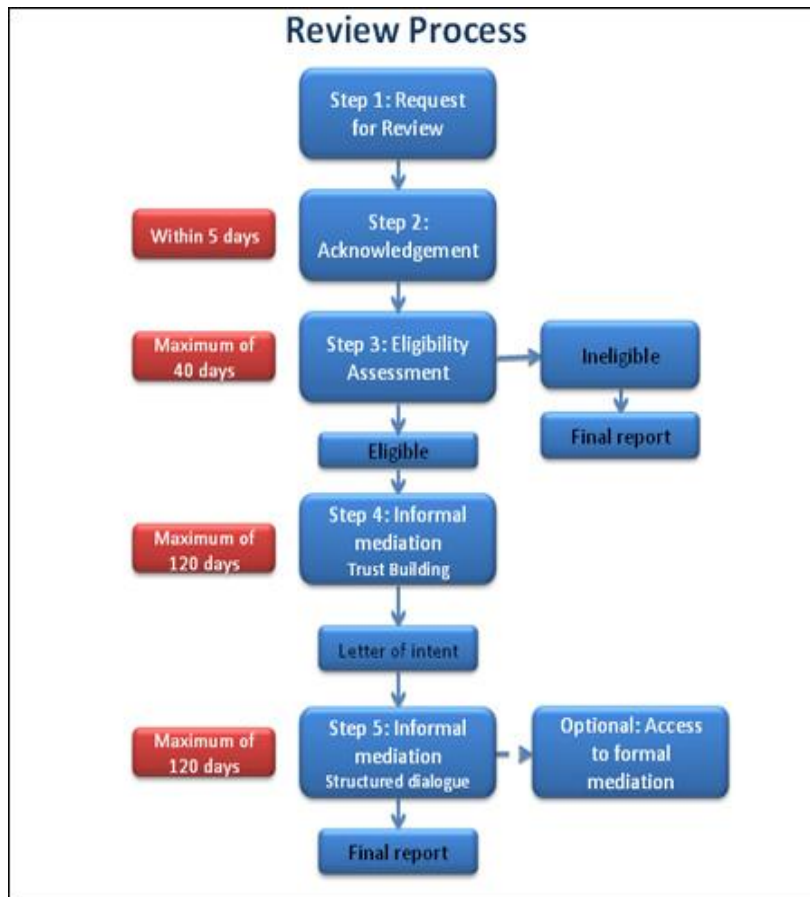 Review Process
Step 1: Request
for Review
Within 5 days
Step 2:
Acknowledgement
Maximum of
40 days
Step 3: Eligibility
Assessment
Ineligible
Final report
Eligible
Maximum of
120 days
Step 4: Informal
mediation
Trust Building
Letter of intent
Maximum of
120 days
Step 5: Informal
mediation
Structured dialogue
Optional: Access
to formal
mediation
Final report